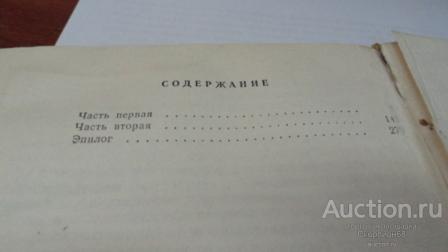 СОДЕРЖАНИЕ
Часть первая
Часть вторая
Эпилог
Auction.ru